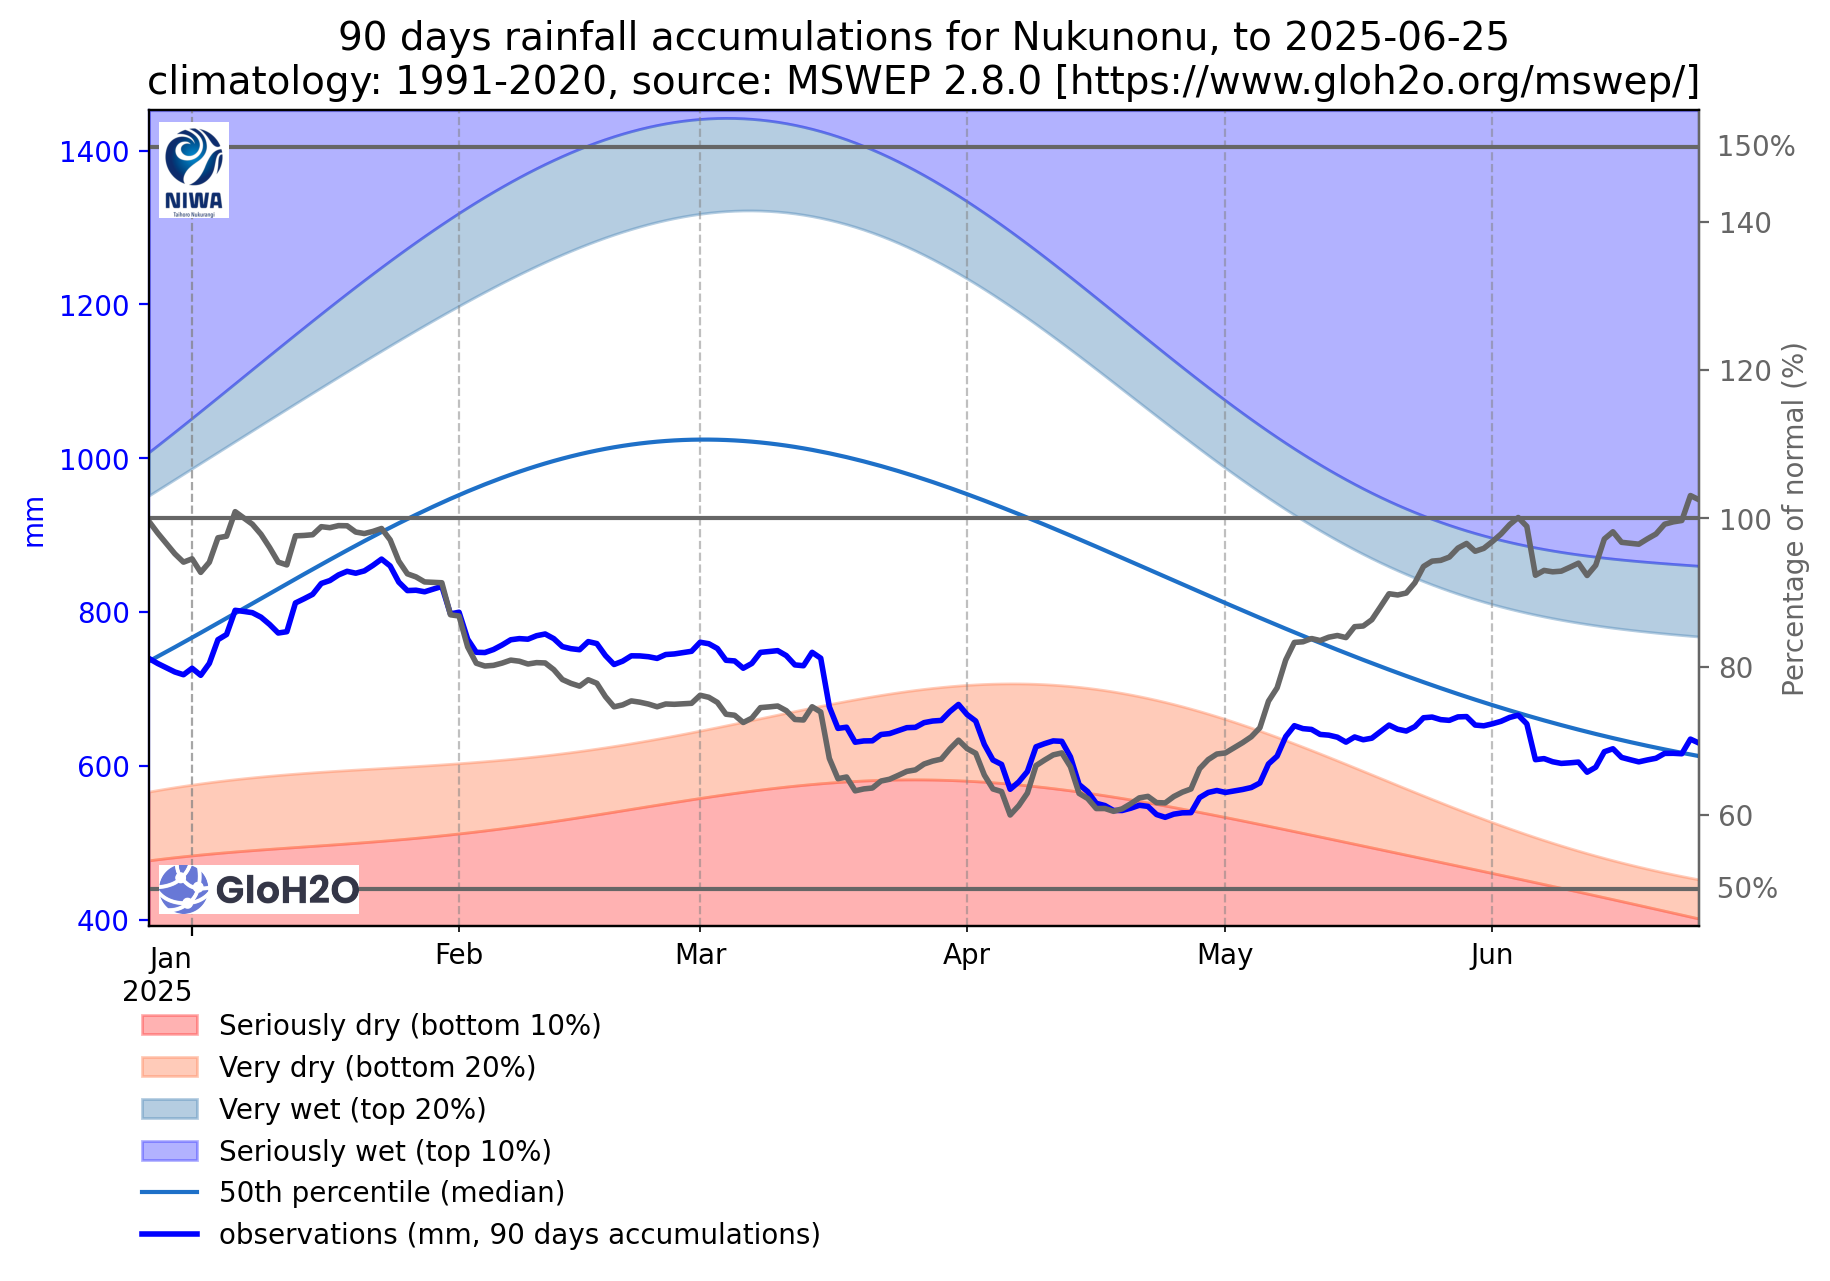 90 days rainfall accumulations for Nukunonu, to 2025-06-25
climatology: 1991-2020, source: MSWEP 2.8.0 [https://www.gloh2o.org/mswep/]
NIWA
Taihoro Nukurangi
1400
1200
1000
800
600
400
mm
150%
140
120
100
80
60
50%
Percentage of normal (%)
GloH2O
Jan
2025
Feb
Mar
Apr
May
Jun
Seriously dry (bottom 10%)
Very dry (bottom 20%)
Very wet (top 20%)
Seriously wet (top 10%)
50th percentile (median)
observations (mm, 90 days accumulations)